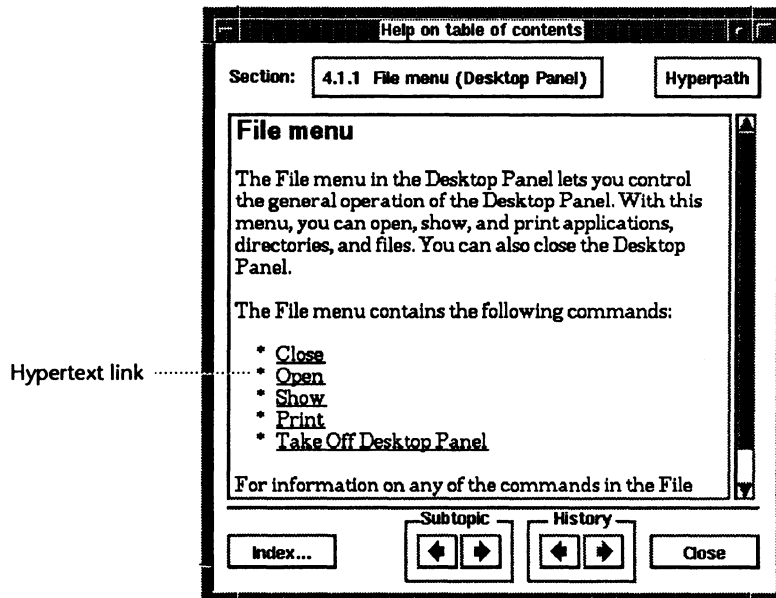 Help on table of contents
Section: 4.1.1 File menu (Desktop Panel) Hyperpath
File menu
The File menu in the Desktop Panel lets you control
the general operation of the Desktop Panel. With this
menu, you can open, show, and print applications,
directories, and files. You can also close the Desktop
Panel.
The File menu contains the following commands:
* Close
Hypertext link * Open
* Show
* Print
* Take Off Desktop Panel
For information on any of the commands in the File
Subtopic History
Index... Close